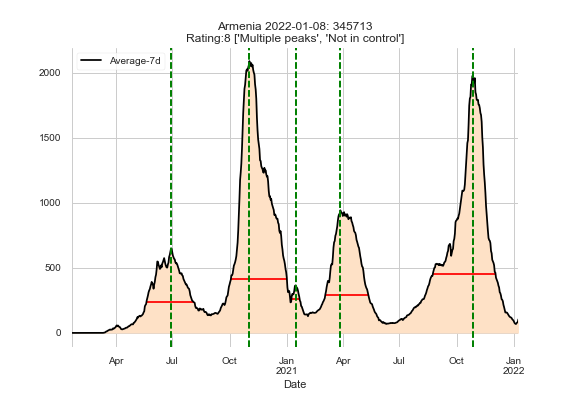 Armenia 2022-01-08: 345713
Rating:8 ['Multiple peaks', 'Not in control']
Average-7d
2000
1500
1000
500
0
Apr Jul Oct Jan Apr Jul Oct Jan
2021 2022
Date